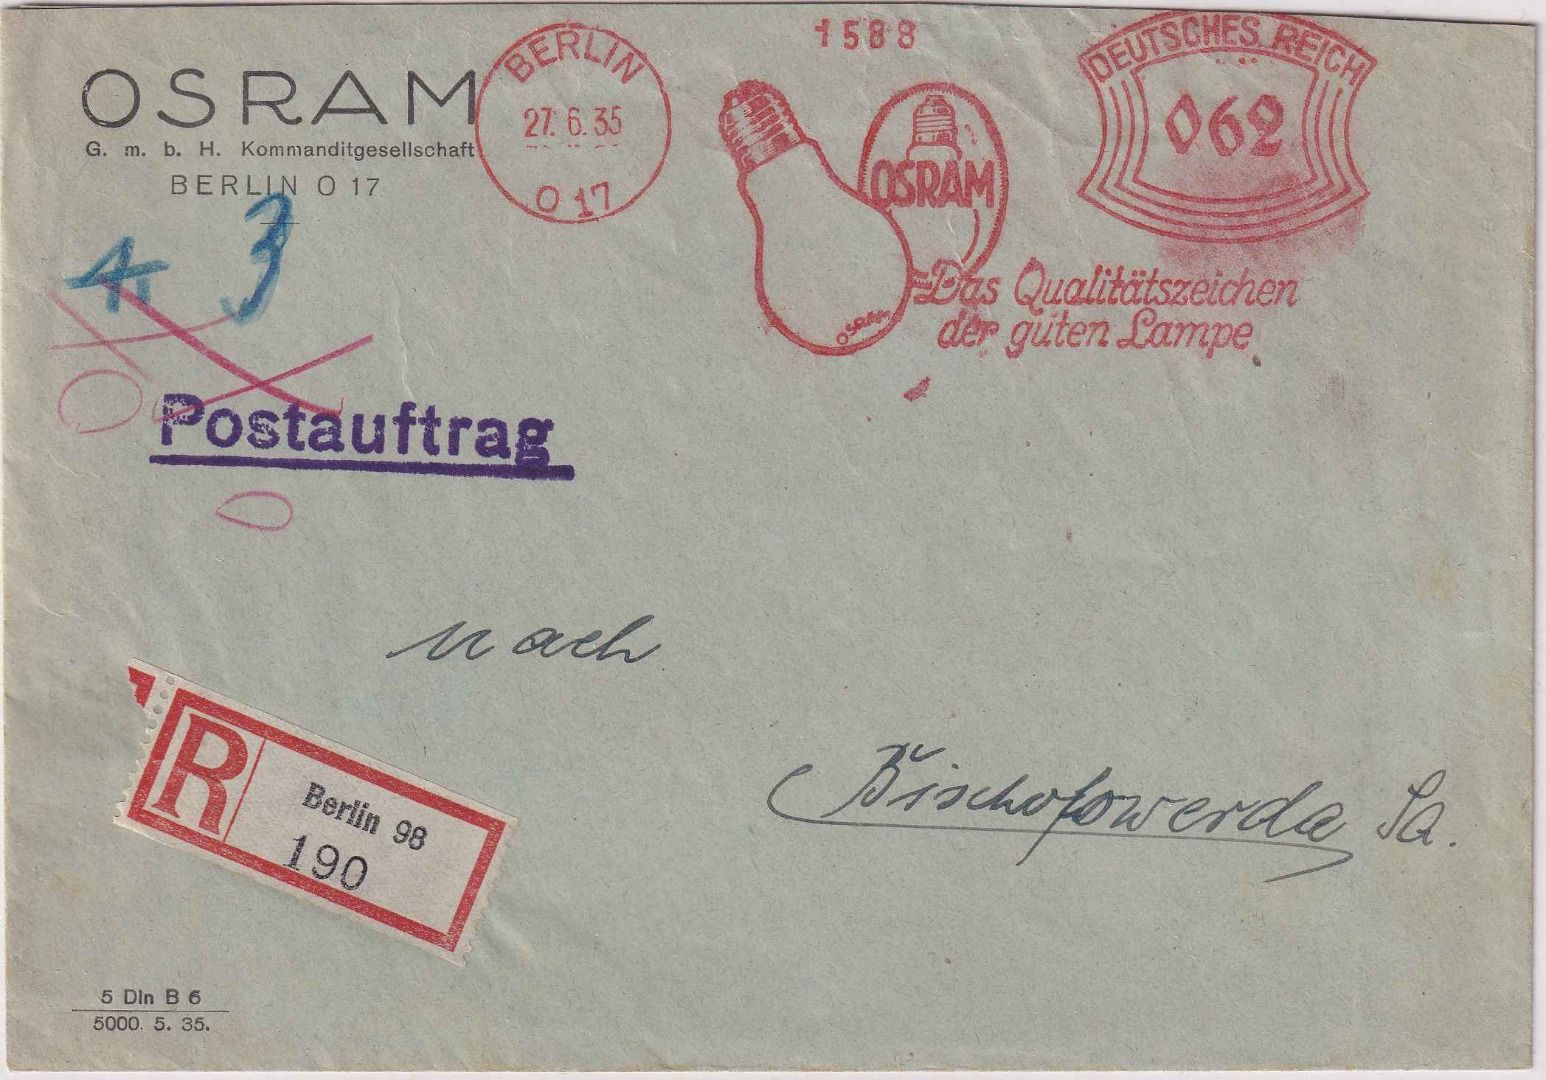 OSRAM
G. m. b. H. Kommanditgesellschaft
BERLIN O 17
BERLIN
27. 6. 35
O 17
1588
OSRAM
OSRAM
Das Qualitätszeichen
der guten Lampe
DEUTSCHES REICH
062
3
Postauftrag
nach
Bischofswerda Sa.
R
Berlin 98
190
5 Din B 6
5000. 5. 35.